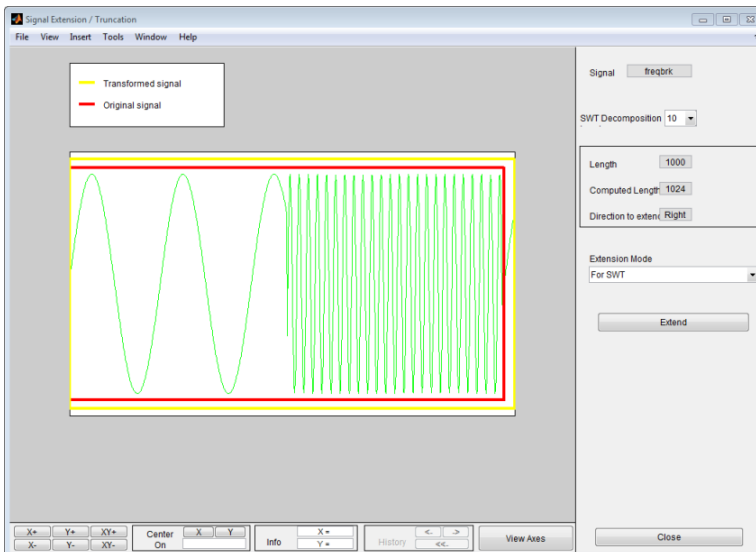 Signal Extension / Truncation
File View Insert Tools Window Help
Transformed signal
Original signal
Signal freqbrk
SWT Decomposition 10
Length 1000
Computed Length 1024
Direction to extend Right
Extension Mode
For SWT
Extend
X+ Y+ XY+
X- Y- XY-
Center
On
X Y
Info
X =
Y =
History
<- ->
<<-
View Axes
Close